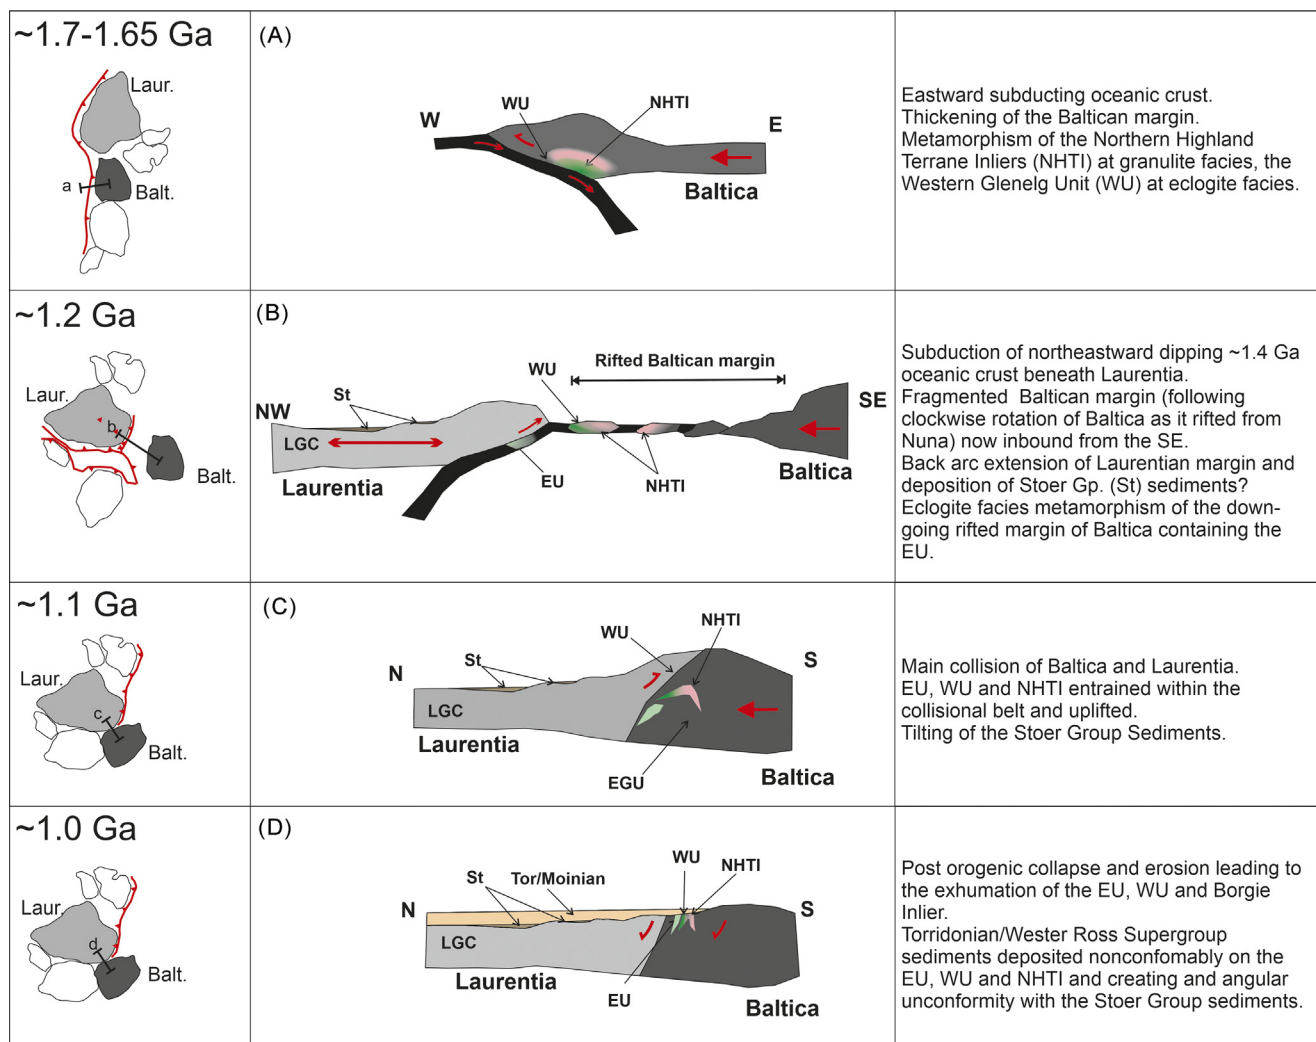 ~1.7-1.65 Ga
Laur.
a
Balt.
(A)
WU
NHTI
W
E
Baltica
Eastward subducting oceanic crust.
Thickening of the Baltican margin.
Metamorphism of the Northern Highland
Terrane Inliers (NHTI) at granulite facies, the
Western Glenelg Unit (WU) at eclogite facies.
~1.2 Ga
Laur.
b
Balt.
(B)
Rifted Baltican margin
WU
St
NW
SE
LGC
EU
NHTI
Laurentia
Baltica
Subduction of northeastward dipping ~1.4 Ga
oceanic crust beneath Laurentia.
Fragmented Baltican margin (following
clockwise rotation of Baltica as it rifted from
Nuna) now inbound from the SE.
Back arc extension of Laurentian margin and
deposition of Stoer Gp. (St) sediments?
Eclogite facies metamorphism of the down-
going rifted margin of Baltica containing the
EU.
~1.1 Ga
Laur.
c
Balt.
(C)
NHTI
WU
St
N
S
LGC
Laurentia
EGU
Baltica
Main collision of Baltica and Laurentia.
EU, WU and NHTI entrained within the
collisional belt and uplifted.
Tilting of the Stoer Group Sediments.
~1.0 Ga
Laur.
d
Balt.
(D)
WU
NHTI
St
Tor/Moinian
N
S
LGC
Laurentia
EU
Baltica
Post orogenic collapse and erosion leading to
the exhumation of the EU, WU and Borgie
Inlier.
Torridonian/Wester Ross Supergroup
sediments deposited nonconfomably on the
EU, WU and NHTI and creating and angular
unconformity with the Stoer Group sediments.